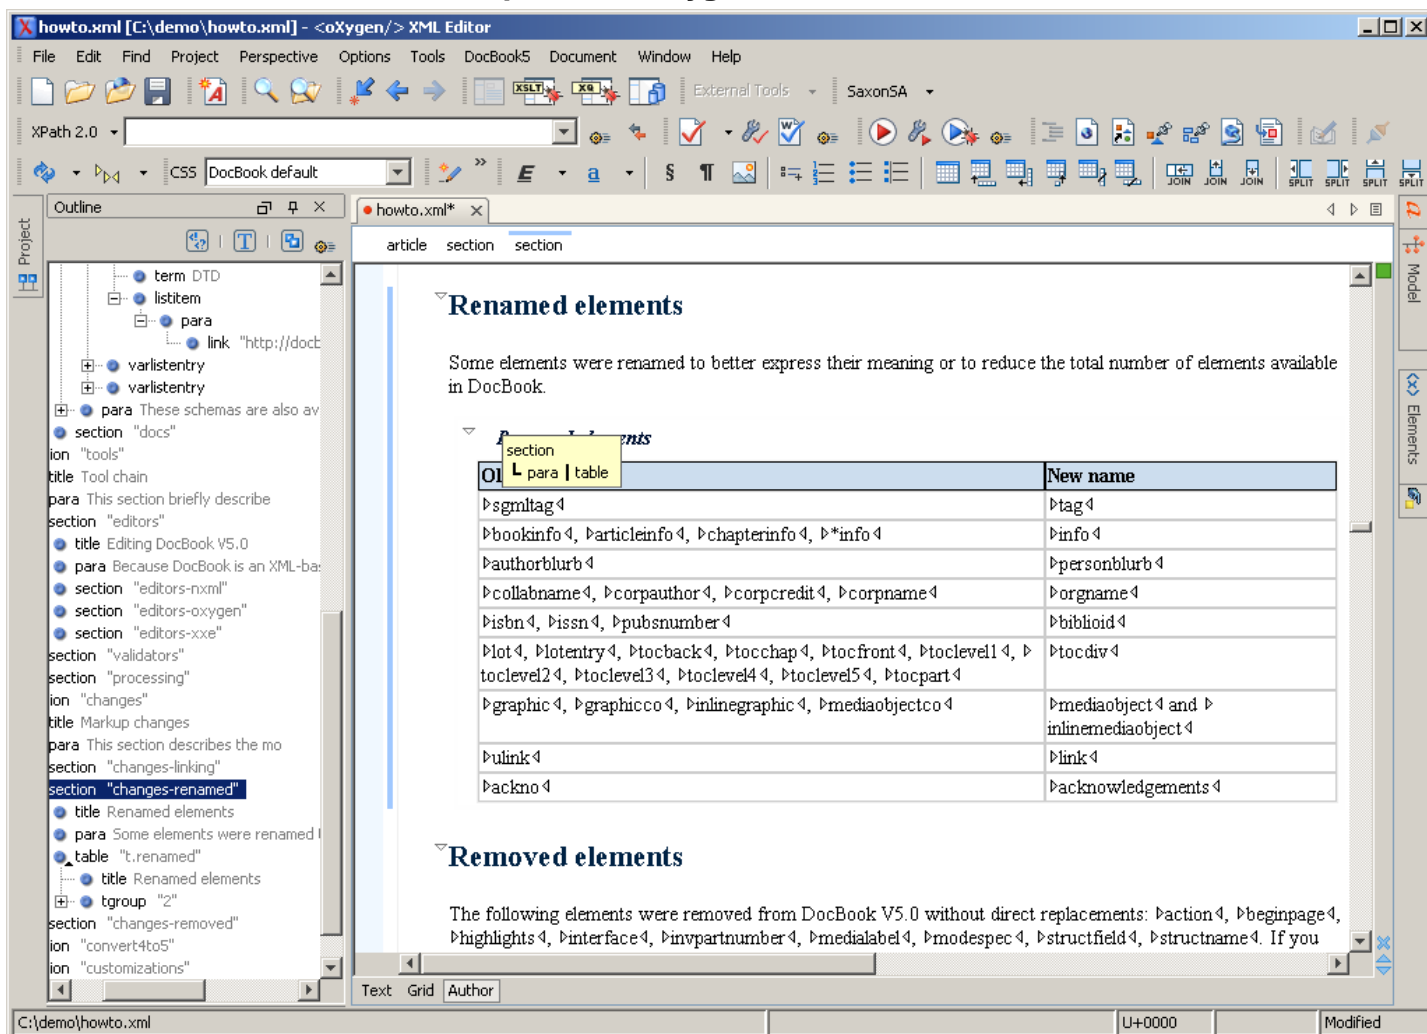 howto.xml [C:\demo\howto.xml] - <oXygen/> XML Editor
File Edit Find Project Perspective Options Tools DocBook5 Document Window Help
XSLT XQ External Tools SaxonSA
XPath 2.0
CSS DocBook default E a § ¶ JOIN JOIN JOIN SPLIT SPLIT SPLIT SPLIT
Project
Outline
howto.xml*
article section section
term DTD
listitem
para
link "http://docb
varlistentry
varlistentry
para These schemas are also av
section "docs"
ion "tools"
title Tool chain
para This section briefly describe
section "editors"
title Editing DocBook V5.0
para Because DocBook is an XML-ba
section "editors-nxml"
section "editors-oxygen"
section "editors-xxe"
section "validators"
section "processing"
ion "changes"
title Markup changes
para This section describes the mo
section "changes-linking"
section "changes-renamed"
title Renamed elements
para Some elements were renamed
table "t.renamed"
title Renamed elements
tgroup "2"
section "changes-removed"
ion "convert4to5"
ion "customizations"
Renamed elements
Some elements were renamed to better express their meaning or to reduce the total number of elements available
in DocBook.
section
para table
New name
sgmltag tag
bookinfo, articleinfo, chapterinfo, *info info
authorblurb personblurb
collabname, corpauthor, corpcredit, corpname orgname
isbn, issn, pubsnumber biblioid
lot, lotentry, tocback, tocchap, tocfront, toclevel1, tocdiv
toclevel2, toclevel3, toclevel4, toclevel5, tocpart
graphic, graphicco, inlinegraphic, mediaobjectco mediaobject and
inlinemediaobject
ulink link
ackno acknowledgements
Removed elements
The following elements were removed from DocBook V5.0 without direct replacements: action, beginpage,
highlights, interface, invpartnumber, medialabel, modespec, structfield, structname. If you
Text Grid Author
Model
Elements
C:\demo\howto.xml U+0000 Modified